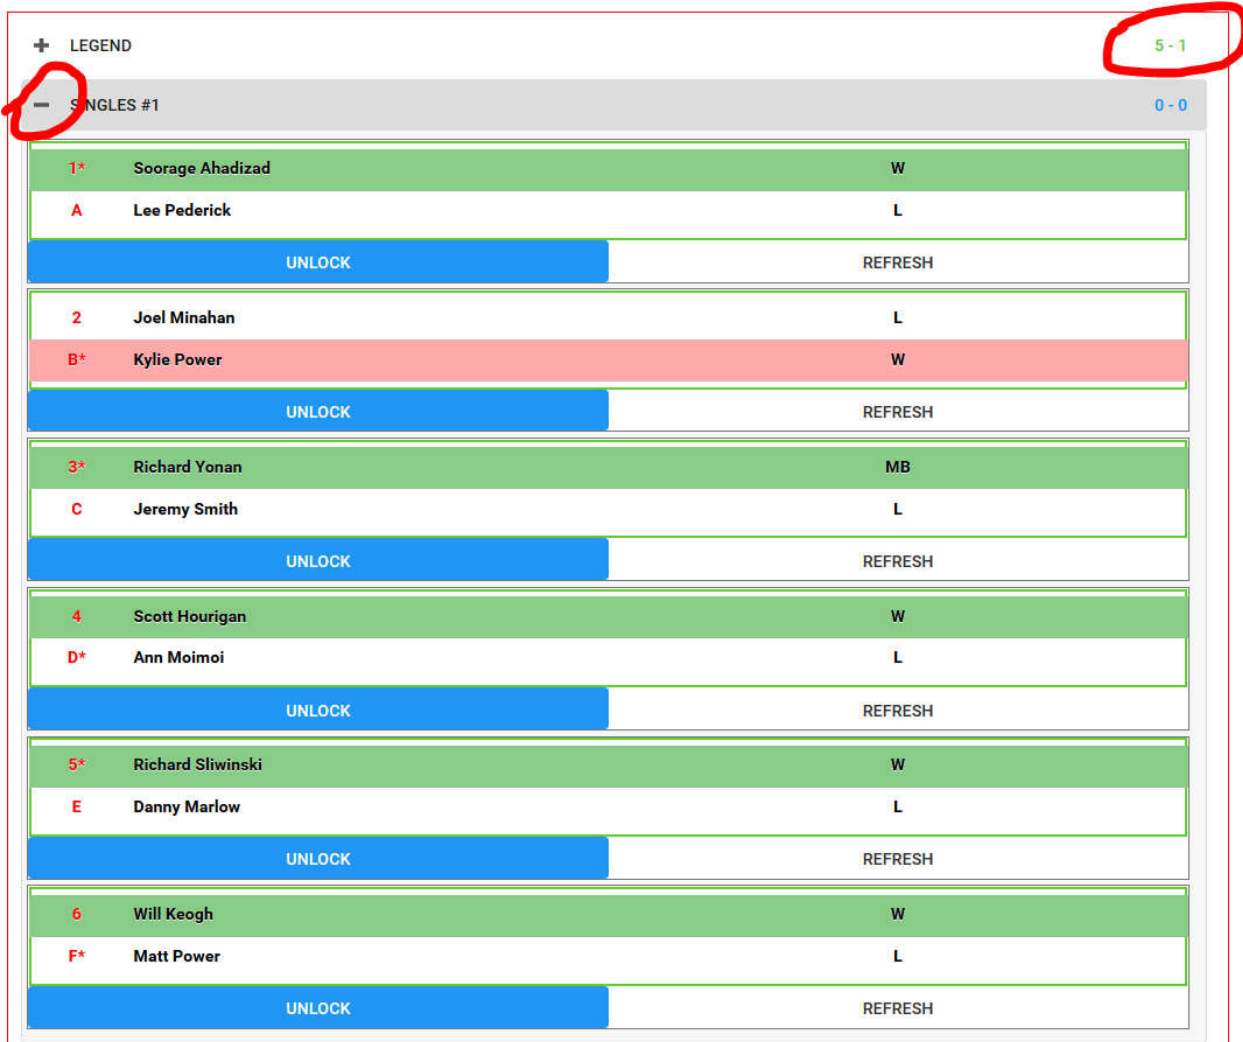 LEGEND 5 - 1
SINGLES #1 0 - 0
1* Soorage Ahadizad W
A Lee Pederick L
UNLOCK REFRESH
2 Joel Minahan L
B* Kylie Power W
UNLOCK REFRESH
3* Richard Yonan MB
C Jeremy Smith L
UNLOCK REFRESH
4 Scott Hourigan W
D* Ann Moimoi L
UNLOCK REFRESH
5* Richard Sliwinski W
E Danny Marlow L
UNLOCK REFRESH
6 Will Keogh W
F* Matt Power L
UNLOCK REFRESH